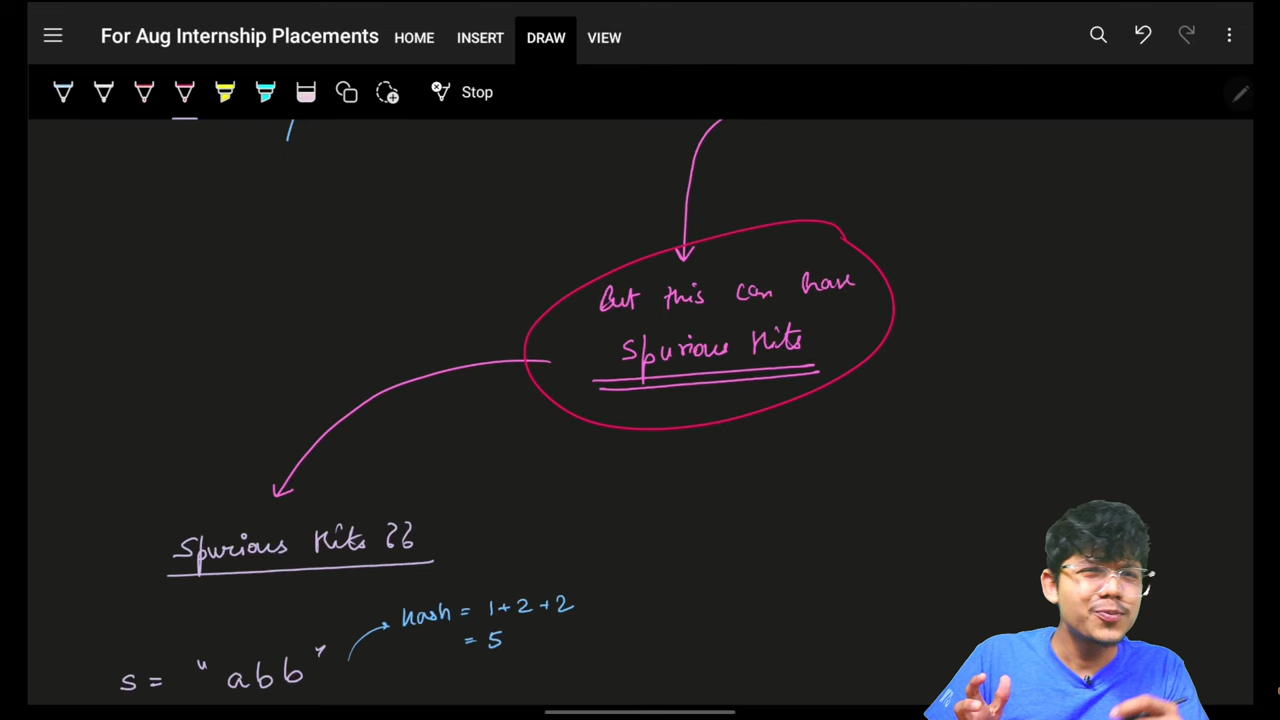 For Aug Internship Placements HOME INSERT DRAW VIEW
Stop
But this can have
Spurious Hits
Spurious Hits ??
hash = 1+2+2
= 5
s = "abb"